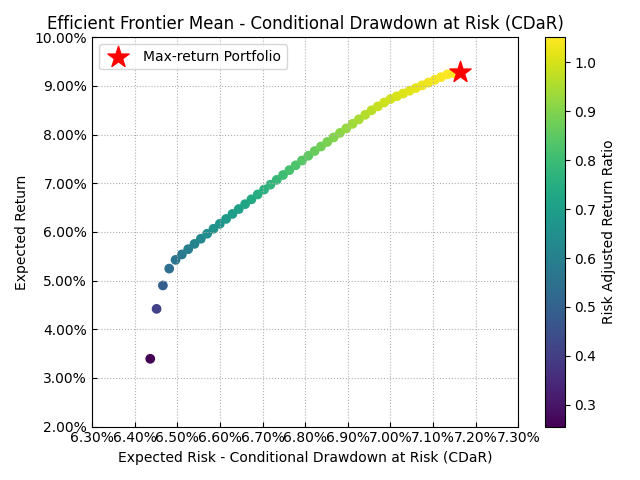 Efficient Frontier Mean - Conditional Drawdown at Risk (CDaR)
Max-return Portfolio
10.00%
9.00%
8.00%
7.00%
6.00%
5.00%
4.00%
3.00%
2.00%
Expected Return
6.30% 6.40% 6.50% 6.60% 6.70% 6.80% 6.90% 7.00% 7.10% 7.20% 7.30%
Expected Risk - Conditional Drawdown at Risk (CDaR)
1.0
0.9
0.8
0.7
0.6
0.5
0.4
0.3
Risk Adjusted Return Ratio